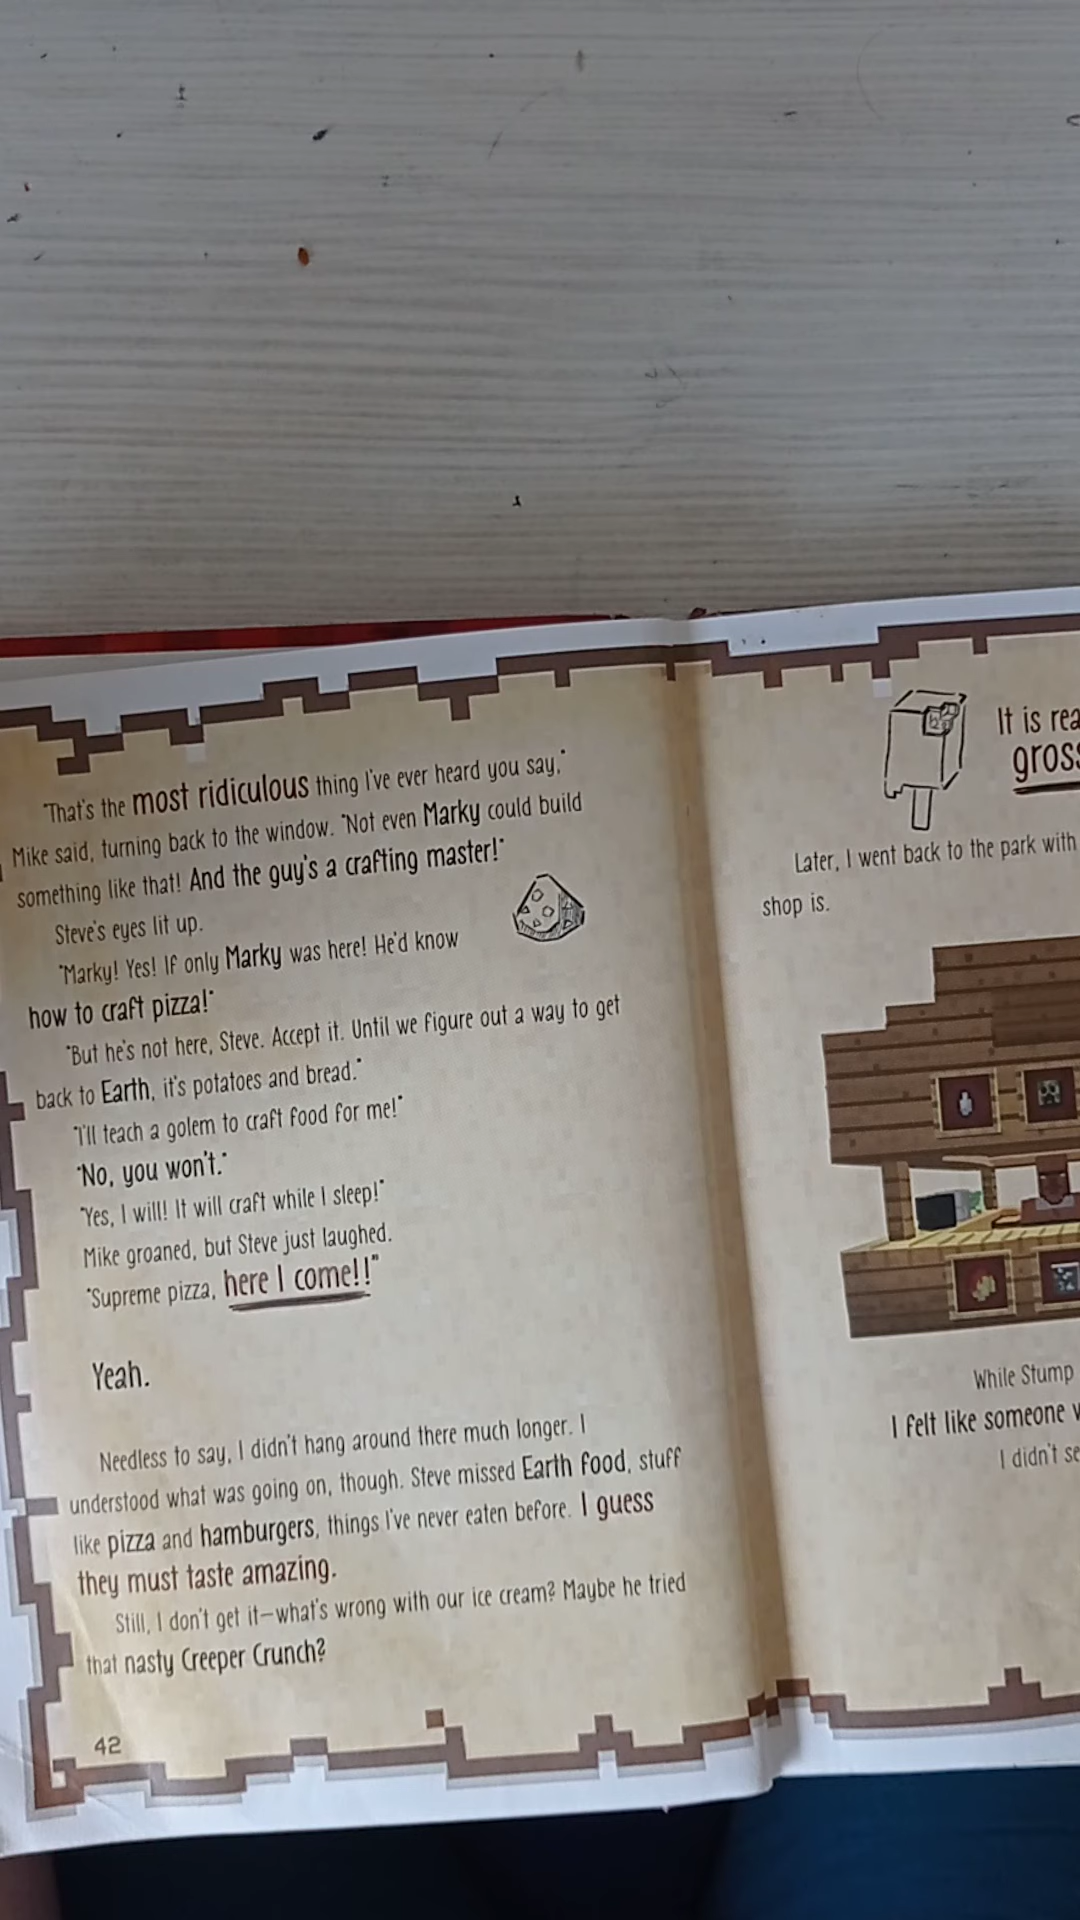 "That's the most ridiculous thing I've ever heard you say,"
Mike said, turning back to the window. "Not even Marky could build
something like that! And the guy's a crafting master!"
Steve's eyes lit up.
"Marky! Yes! If only Marky was here! He'd know
how to craft pizza!"
"But he's not here, Steve. Accept it. Until we figure out a way to get
back to Earth, it's potatoes and bread."
"I'll teach a golem to craft food for me!"
"No, you won't."
"Yes, I will! It will craft while I sleep!"
Mike groaned, but Steve just laughed.
"Supreme pizza, here I come!!"
Yeah.
Needless to say, I didn't hang around there much longer. I
understood what was going on, though. Steve missed Earth food, stuff
like pizza and hamburgers, things I've never eaten before. I guess
they must taste amazing.
Still, I don't get it—what's wrong with our ice cream? Maybe he tried
that nasty Creeper Crunch?
42
It is
gross
Later, I went back to the park with
shop is.
While Stump
I felt like someone
I didn't